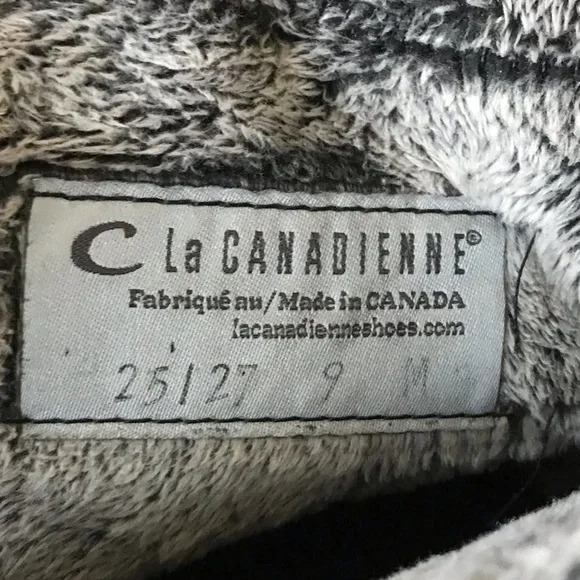 C La CANADIENNE®
Fabriqué au/Made in CANADA
lacanadienneshoes.com
25127 9 M